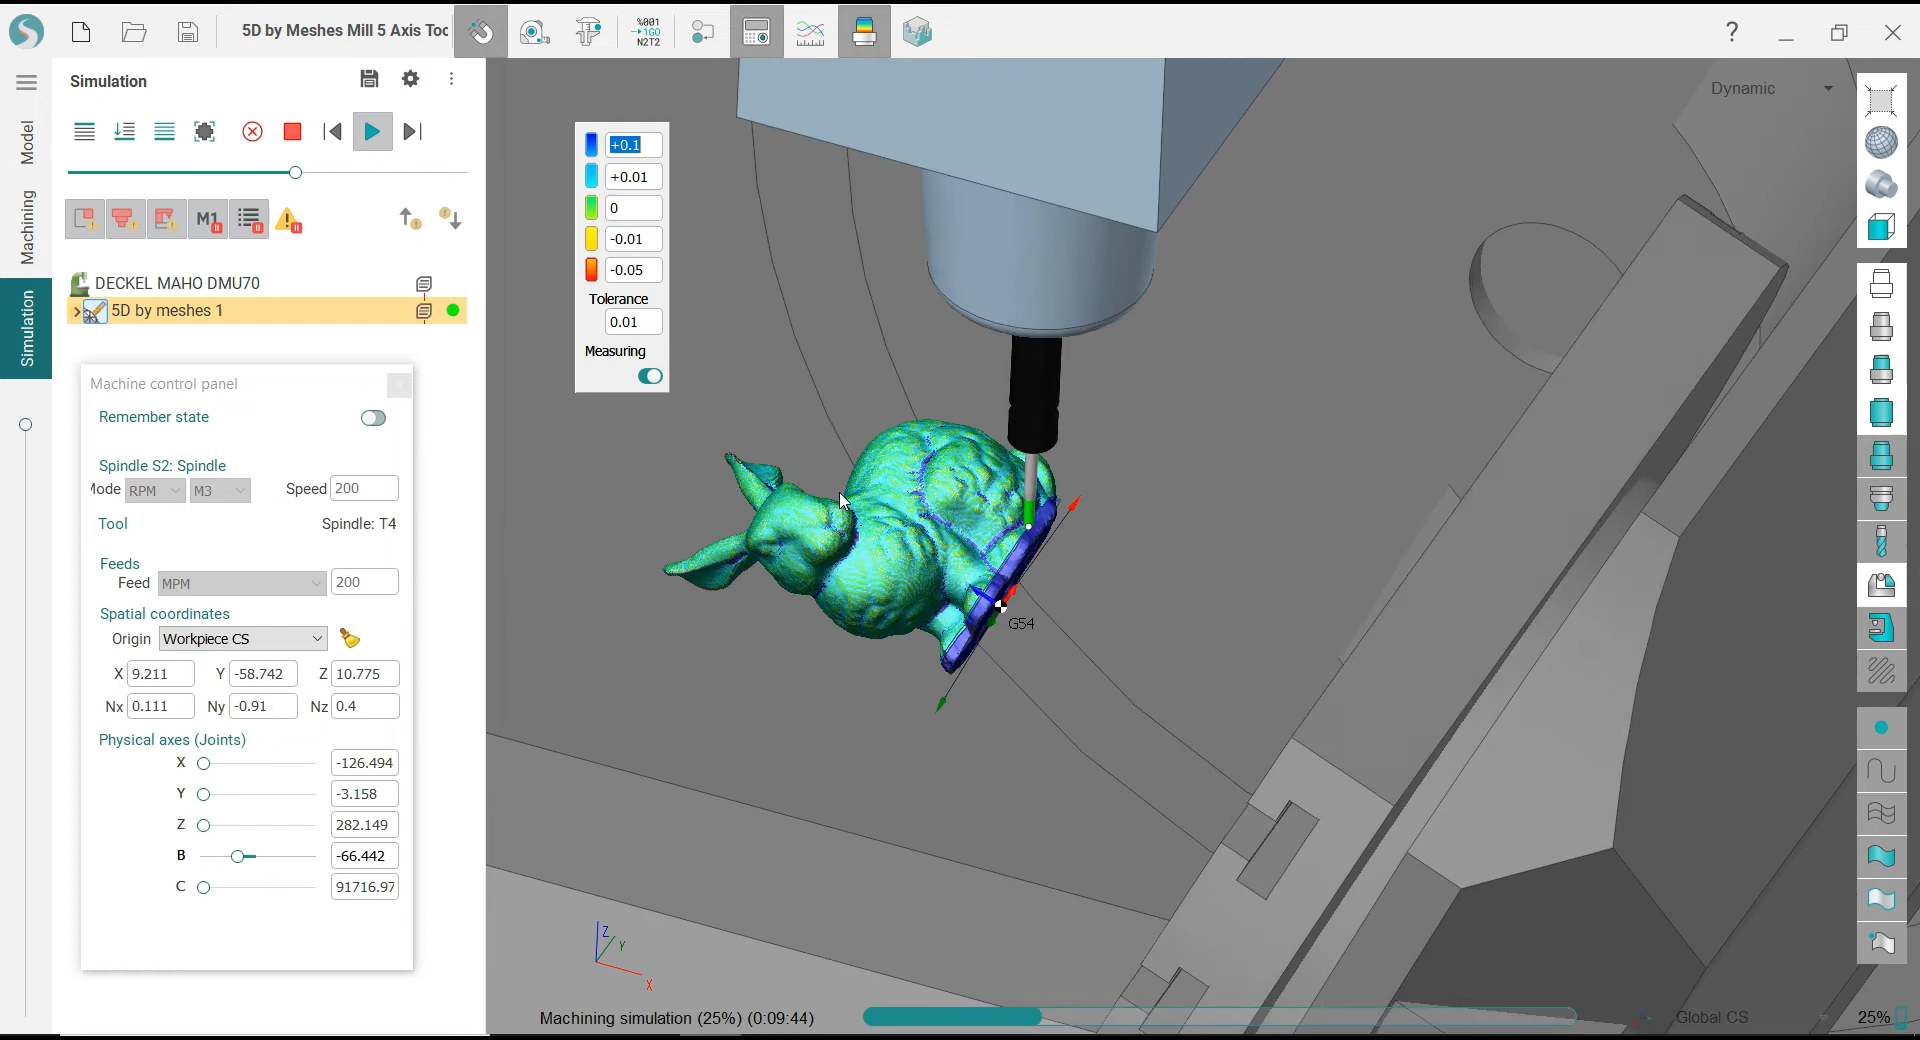 5D by Meshes Mill 5 Axis Toc
%001
1G0
N2T2
?
Model
Machining
Simulation
Simulation
M1
DECKEL MAHO DMU70
5D by meshes 1
Machine control panel
Remember state
Spindle S2: Spindle
Mode RPM M3 Speed 200
Tool Spindle: T4
Feeds
Feed MPM 200
Spatial coordinates
Origin Workpiece CS
X 9.211 Y -58.742 Z 10.775
Nx 0.111 Ny -0.91 Nz 0.4
Physical axes (Joints)
X -126.494
Y -3.158
Z 282.149
B -66.442
C 91716.97
+0.1
+0.01
0
-0.01
-0.05
Tolerance
0.01
Measuring
Dynamic
G54
Z
Y
X
Machining simulation (25%) (0:09:44)
Global CS
25%